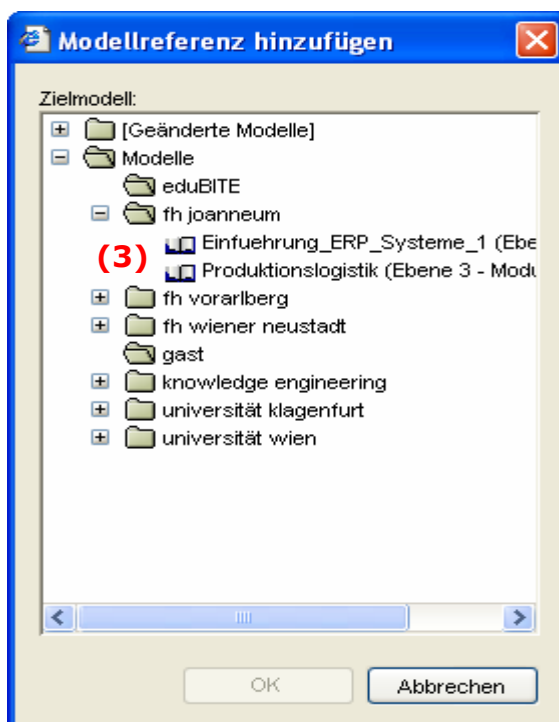 Modellreferenz hinzufügen
Zielmodell:
[Geänderte Modelle]
Modelle
eduBITE
fh joanneum
Einfuehrung_ERP_Systeme_1 (Ebe
(3)
Produktionslogistik (Ebene 3 - Modu
fh vorarlberg
fh wiener neustadt
gast
knowledge engineering
universität klagenfurt
universität wien
OK Abbrechen